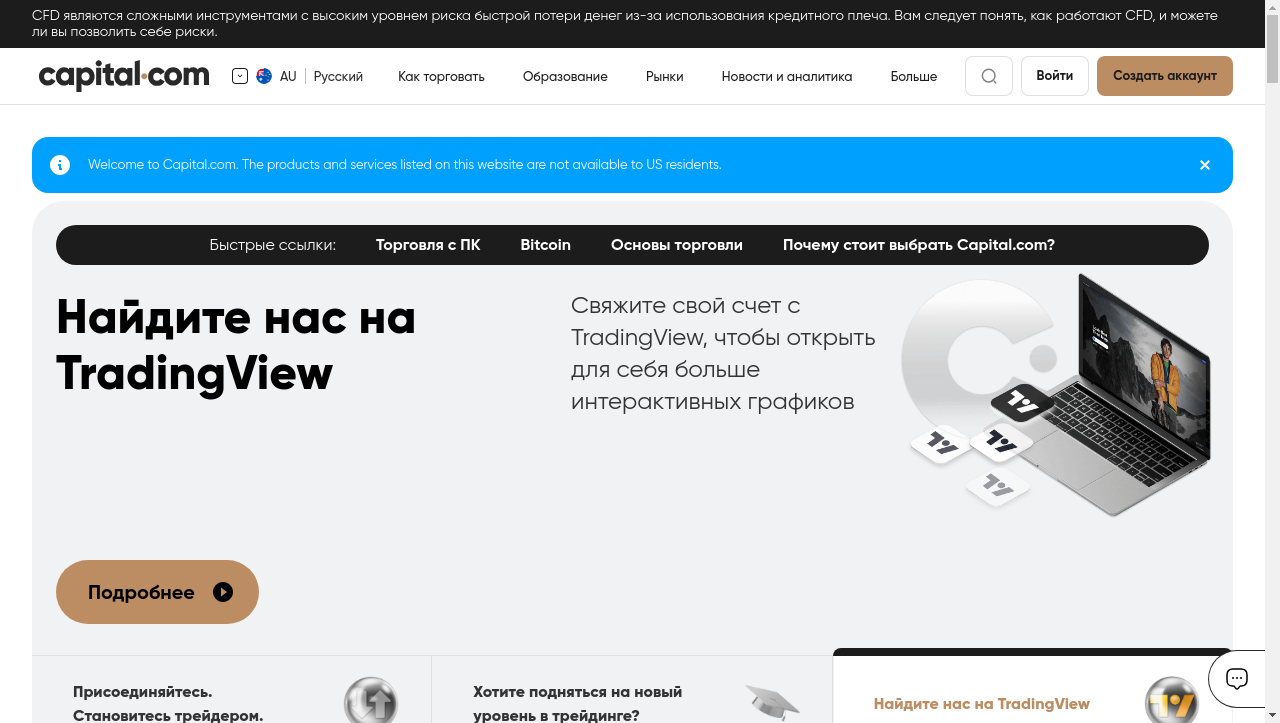 CFD являются сложными инструментами с высоким уровнем риска быстрой потери денег из-за использования кредитного плеча. Вам следует понять, как работают CFD, и можете
ли вы позволить себе риски.
capital.com AU Русский Как торговать Образование Рынки Новости и аналитика Больше Войти Создать аккаунт
Welcome to Capital.com. The products and services listed on this website are not available to US residents.
Быстрые ссылки: Торговля с ПК Bitcoin Основы торговли Почему стоит выбрать Capital.com?
Найдите нас на
TradingView
Свяжите свой счет с
TradingView, чтобы открыть
для себя больше
интерактивных графиков
Подробнее
Присоединяйтесь.
Становитесь трейдером.
Хотите подняться на новый
уровень в трейдинге?
Найдите нас на TradingView